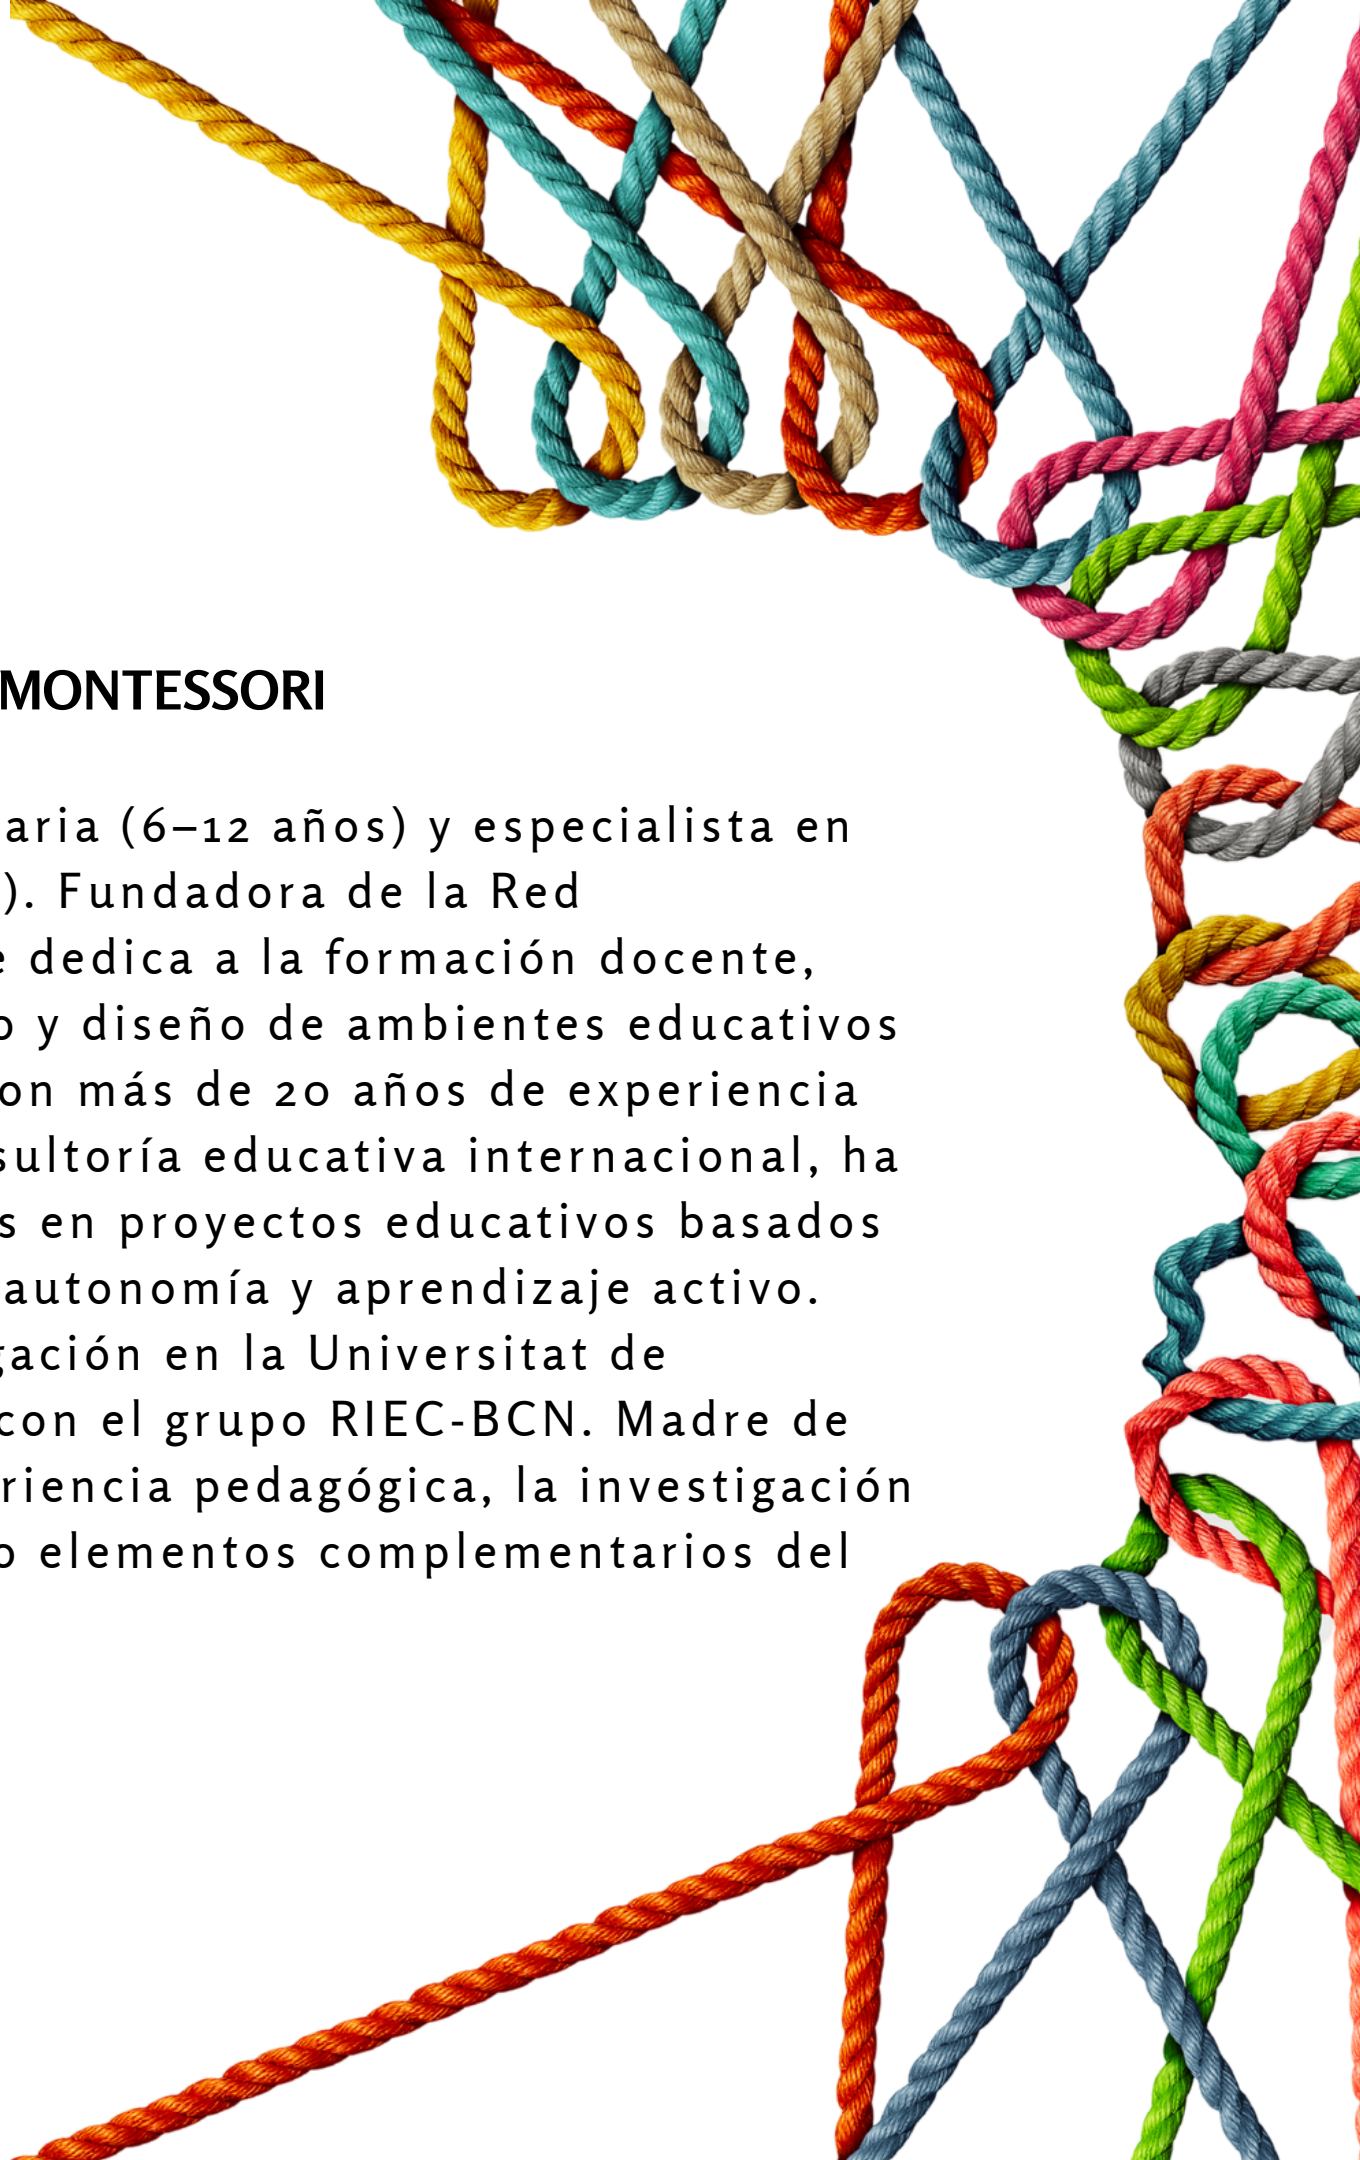 MONTESSORI
aria (6–12 años) y especialista en
). Fundadora de la Red
e dedica a la formación docente,
o y diseño de ambientes educativos
on más de 20 años de experiencia
sultoría educativa internacional, ha
s en proyectos educativos basados
autonomía y aprendizaje activo.
gación en la Universitat de
con el grupo RIEC-BCN. Madre de
riencia pedagógica, la investigación
o elementos complementarios del